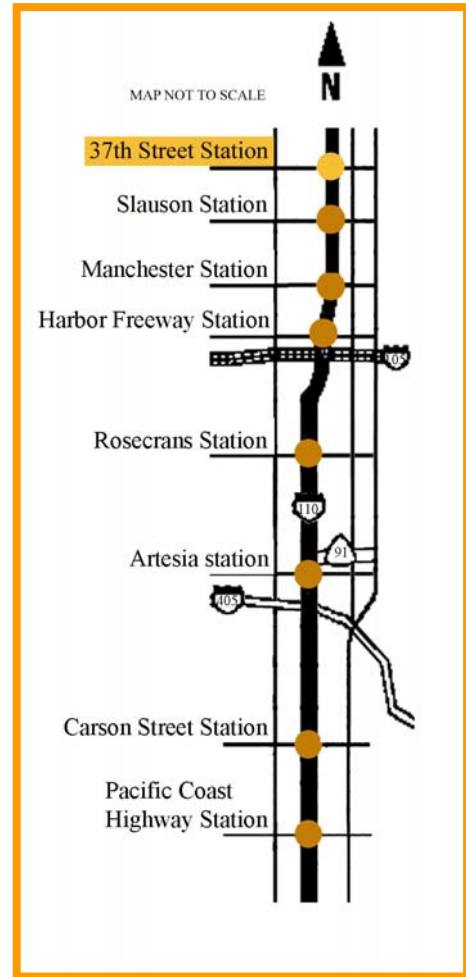 N
MAP NOT TO SCALE
37th Street Station
Slauson Station
Manchester Station
Harbor Freeway Station
105
Rosecrans Station
110
91
Artesia station
405
Carson Street Station
Pacific Coast
Highway Station